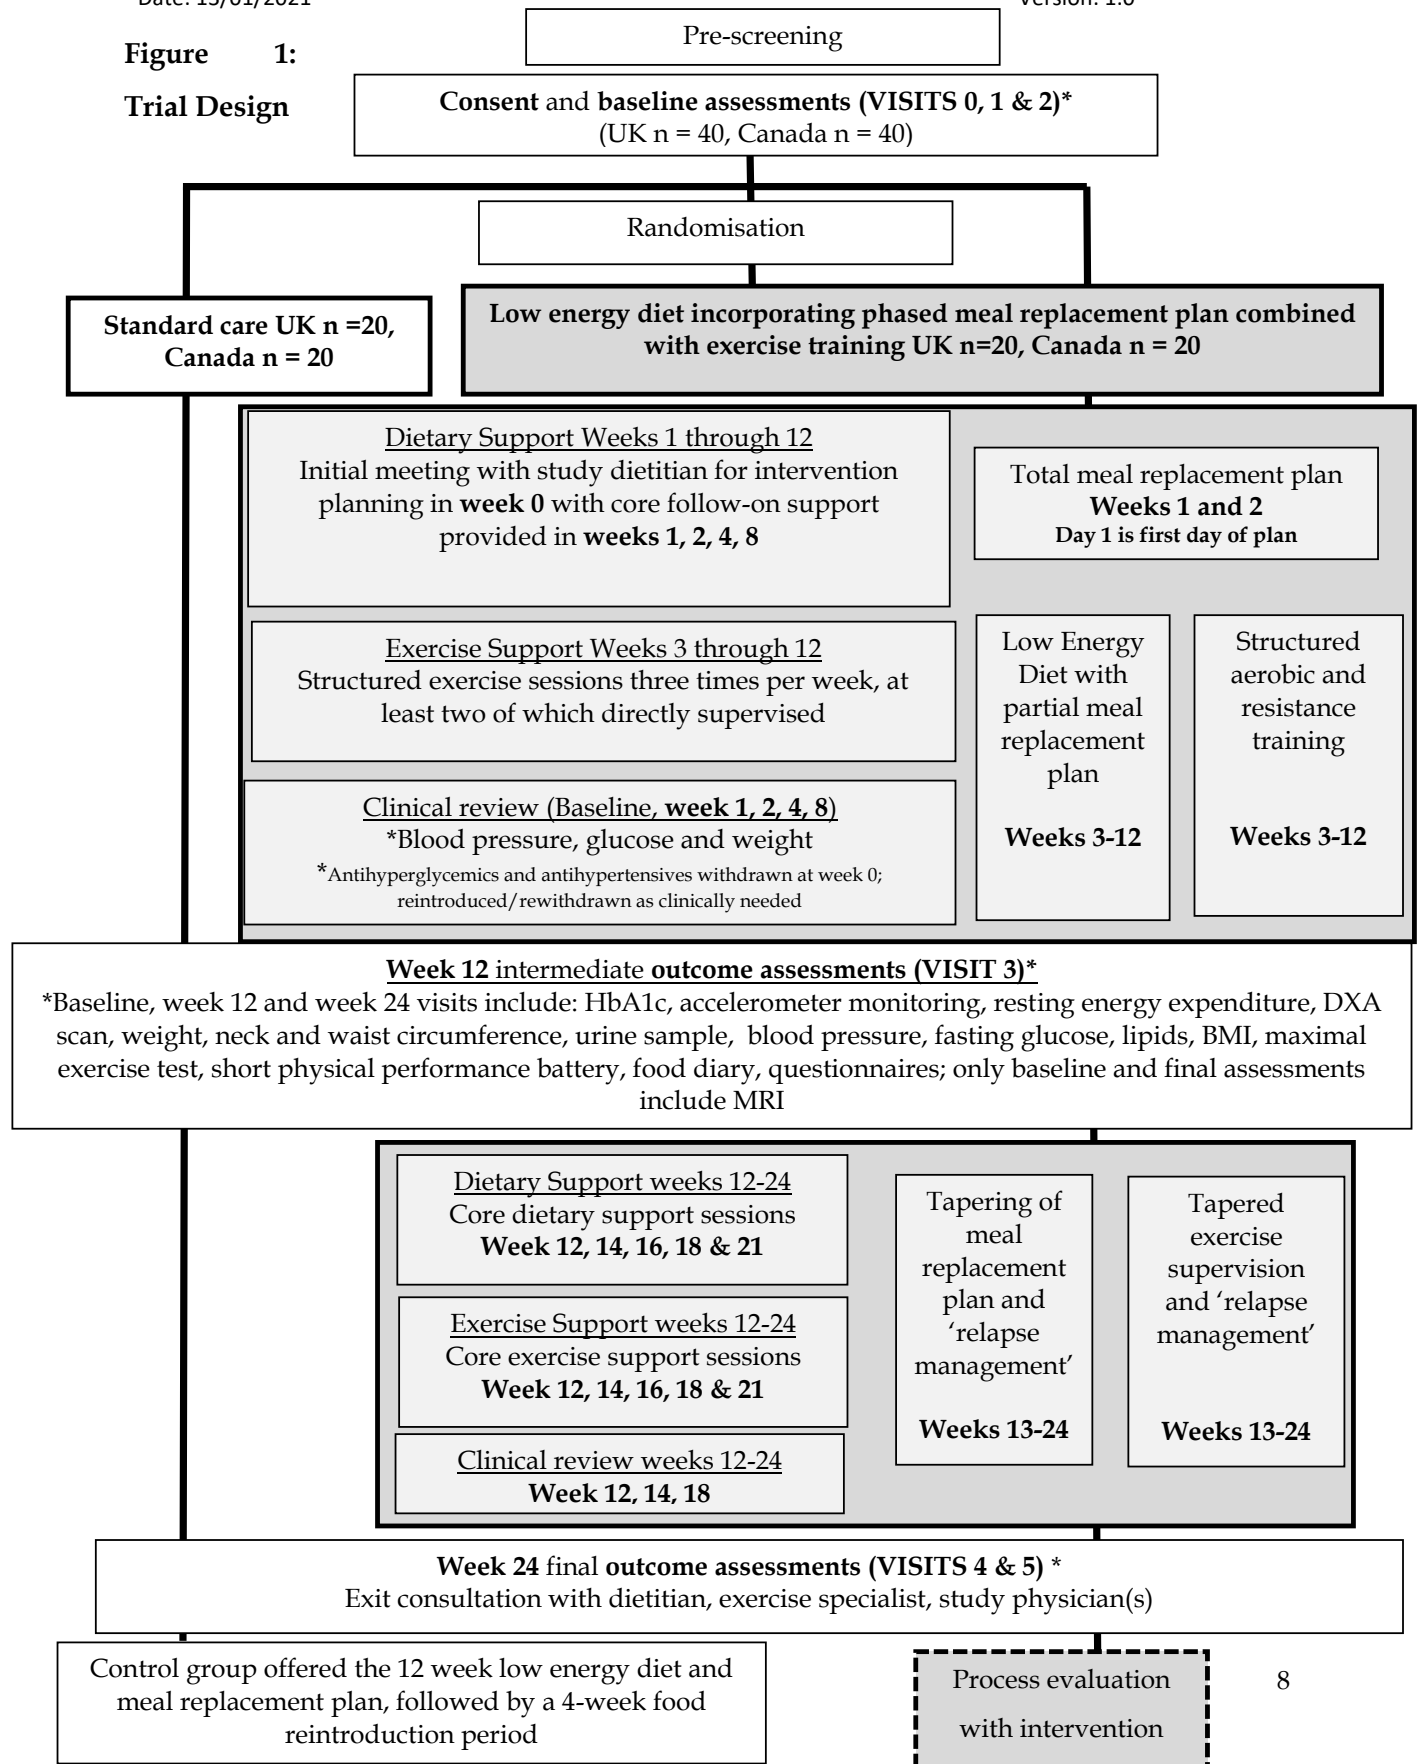 Date: 13/01/2021
Version: 1.0
Figure 1:
Trial Design
Pre-screening
Consent and baseline assessments (VISITS 0, 1 & 2)*
(UK n = 40, Canada n = 40)
Randomisation
Standard care UK n =20,
Canada n = 20
Low energy diet incorporating phased meal replacement plan combined
with exercise training UK n=20, Canada n = 20
Dietary Support Weeks 1 through 12
Initial meeting with study dietitian for intervention
planning in week 0 with core follow-on support
provided in weeks 1, 2, 4, 8
Total meal replacement plan
Weeks 1 and 2
Day 1 is first day of plan
Exercise Support Weeks 3 through 12
Structured exercise sessions three times per week, at
least two of which directly supervised
Low Energy
Diet with
partial meal
replacement
plan
Weeks 3-12
Structured
aerobic and
resistance
training
Weeks 3-12
Clinical review (Baseline, week 1, 2, 4, 8)
*Blood pressure, glucose and weight
*Antihyperglycemics and antihypertensives withdrawn at week 0;
reintroduced/rewithdrawn as clinically needed
Week 12 intermediate outcome assessments (VISIT 3)*
*Baseline, week 12 and week 24 visits include: HbA1c, accelerometer monitoring, resting energy expenditure, DXA
scan, weight, neck and waist circumference, urine sample, blood pressure, fasting glucose, lipids, BMI, maximal
exercise test, short physical performance battery, food diary, questionnaires; only baseline and final assessments
include MRI
Dietary Support weeks 12-24
Core dietary support sessions
Week 12, 14, 16, 18 & 21
Exercise Support weeks 12-24
Core exercise support sessions
Week 12, 14, 16, 18 & 21
Clinical review weeks 12-24
Week 12, 14, 18
Tapering of
meal
replacement
plan and
‘relapse
management’
Weeks 13-24
Tapered
exercise
supervision
and ‘relapse
management’
Weeks 13-24
Week 24 final outcome assessments (VISITS 4 & 5) *
Exit consultation with dietitian, exercise specialist, study physician(s)
Control group offered the 12 week low energy diet and
meal replacement plan, followed by a 4-week food
reintroduction period
Process evaluation
with intervention
8